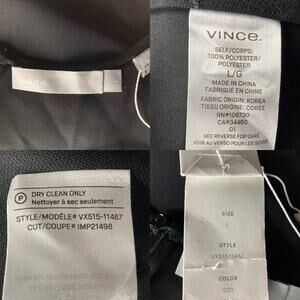 VINCE.
VINCE.
SELF/CORPS:
100% POLYESTER/
POLYESTER
L/G
MADE IN CHINA
FABRIQUÉ EN CHINE
FABRIC ORIGIN: KOREA
TISSU ORIGINE: CORÉE
RN#106730
CA#34460
01
SEE REVERSE FOR CARE
VOIR AU VERSO POUR LES SOINS
P DRY CLEAN ONLY
Nettoyer à sec seulement
STYLE/MODÈLE# VX515-11467
CUT/COUPE# IMP21498
SIZE
L
STYLE
VX515-11467
COLOR
001